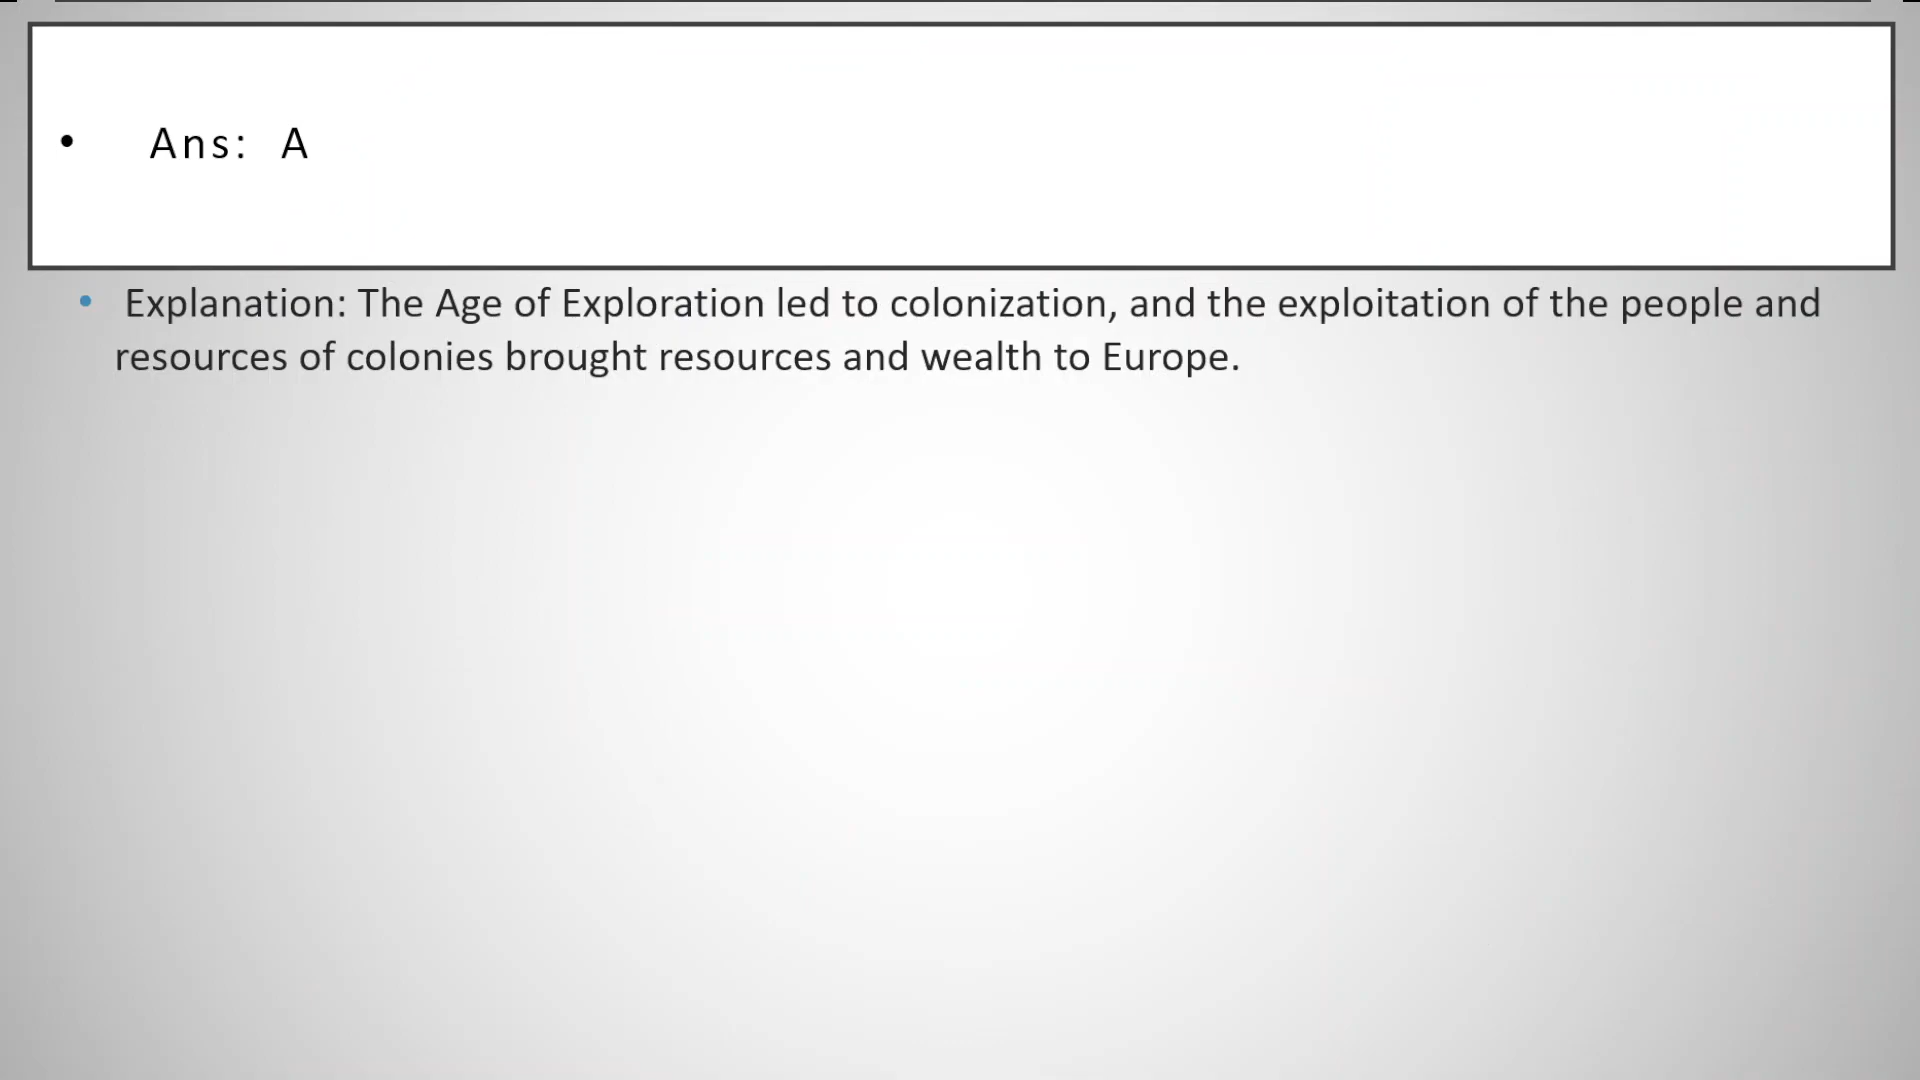 • Ans: A
• Explanation: The Age of Exploration led to colonization, and the exploitation of the people and
resources of colonies brought resources and wealth to Europe.